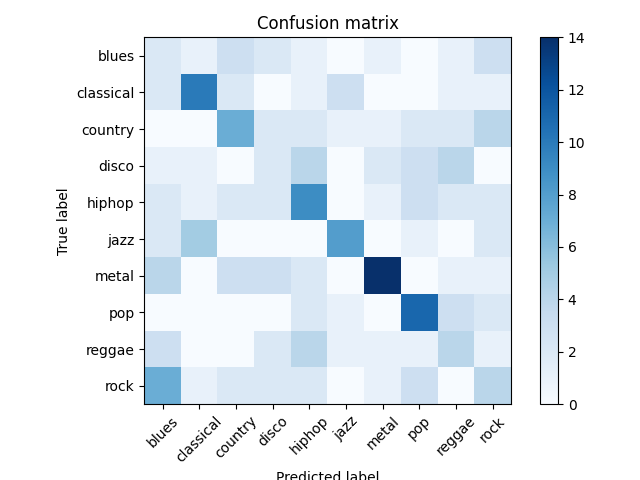 Confusion matrix
True label
blues
classical
country
disco
hiphop
jazz
metal
pop
reggae
rock
blues
classical
country
disco
hiphop
jazz
metal
pop
reggae
rock
Predicted label
14
12
10
8
6
4
2
0